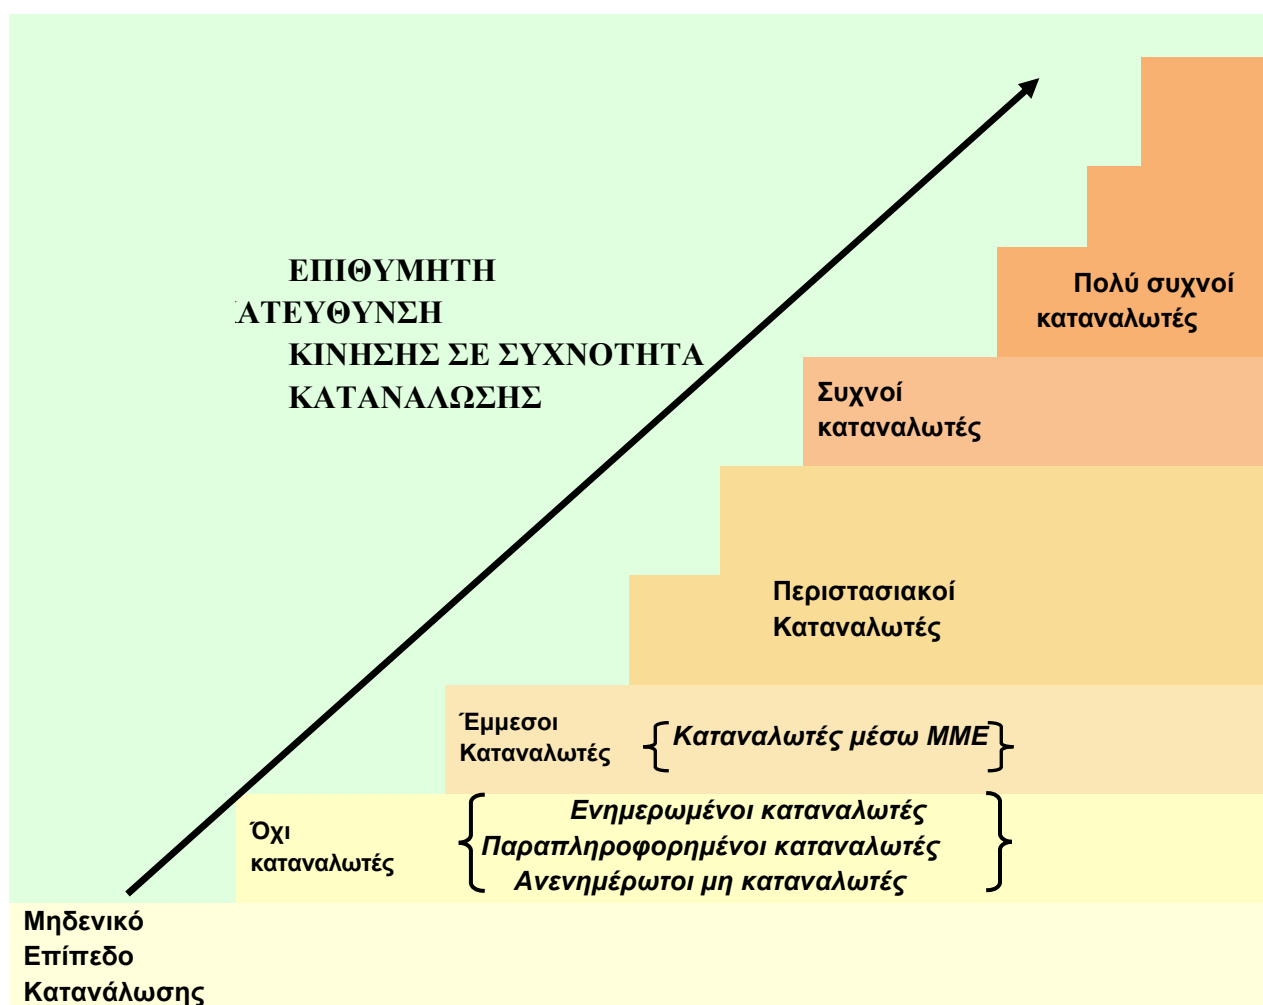 ΕΠΙΘΥΜΗΤΗ
ΑΤΕΥΘΥΝΣΗ
ΚΙΝΗΣΗΣ ΣΕ ΣΥΧΝΟΤΗΤΑ
ΚΑΤΑΝΑΛΩΣΗΣ
Πολύ συχνοί
καταναλωτές
Συχνοί
καταναλωτές
Περιστασιακοί
Καταναλωτές
Έμμεσοι
Καταναλωτές
Καταναλωτές μέσω ΜΜΕ
Όχι
καταναλωτές
Ενημερωμένοι καταναλωτές
Παραπληροφορημένοι καταναλωτές
Ανενημέρωτοι μη καταναλωτές
Μηδενικό
Επίπεδο
Κατανάλωσης